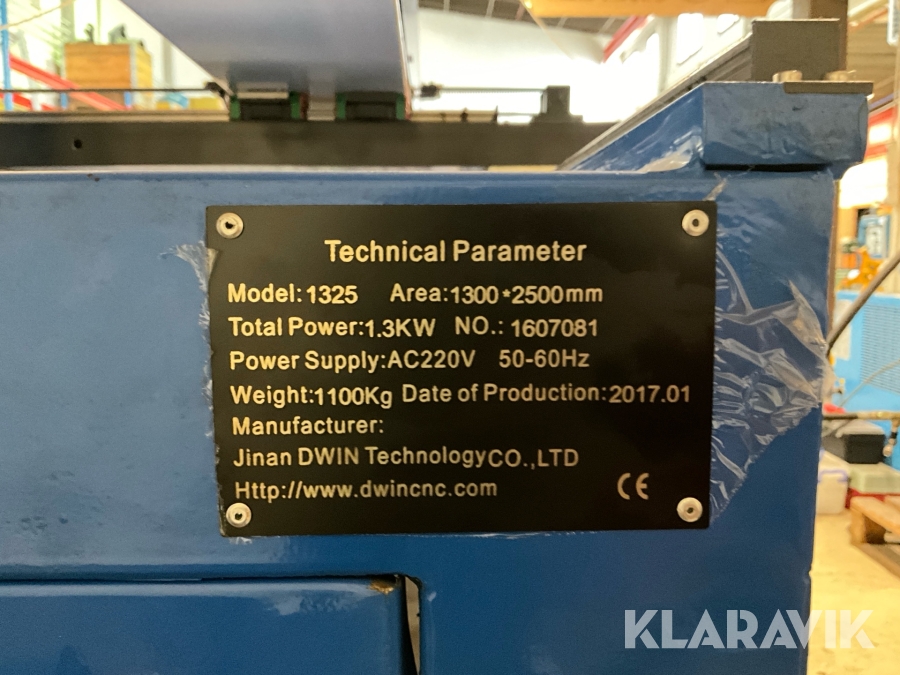 Technical Parameter
Model:1325 Area:1300*2500mm
Total Power:1.3KW NO.: 1607081
Power Supply:AC220V 50-60Hz
Weight:1100Kg Date of Production:2017.01
Manufacturer:
Jinan DWIN TechnologyCO.,LTD
Http://www.dwincnc.com CE
KLARAVIK